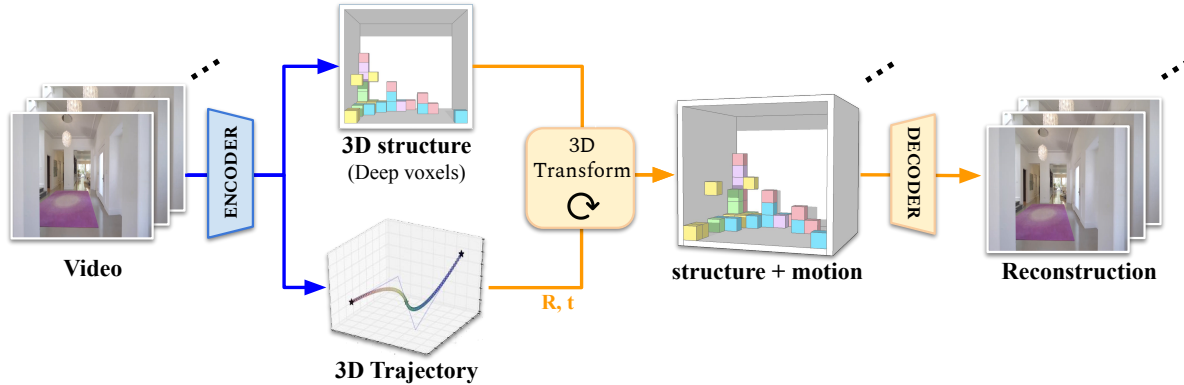 Video
ENCODER
3D structure
(Deep voxels)
3D Trajectory
R, t
3D
Transform
structure + motion
DECODER
Reconstruction